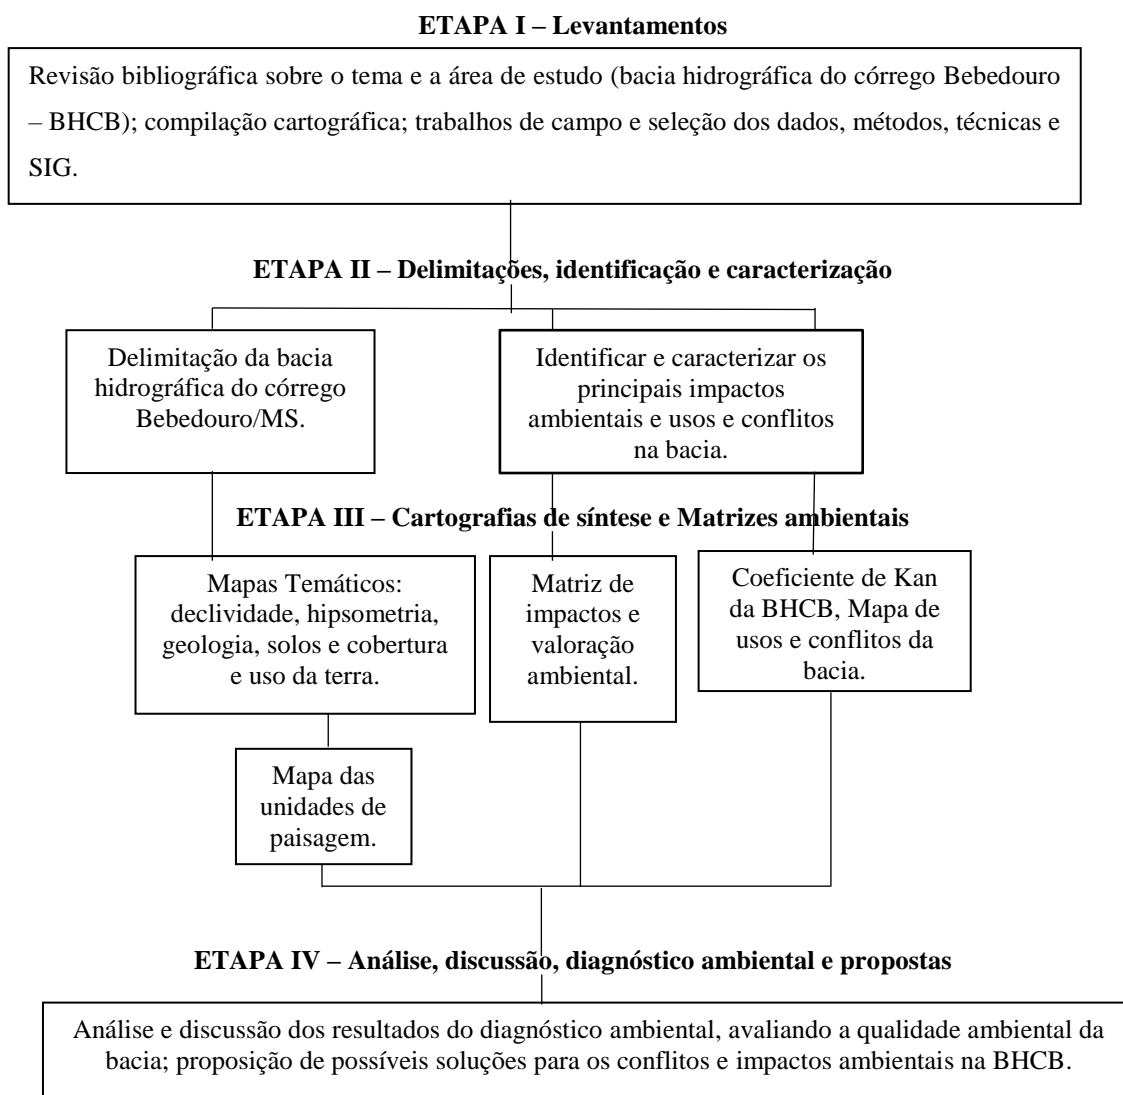 ETAPA I – Levantamentos
Revisão bibliográfica sobre o tema e a área de estudo (bacia hidrográfica do córrego Bebedouro
– BHCB); compilação cartográfica; trabalhos de campo e seleção dos dados, métodos, técnicas e
SIG.
ETAPA II – Delimitações, identificação e caracterização
Delimitação da bacia
hidrográfica do córrego
Bebedouro/MS.
Identificar e caracterizar os
principais impactos
ambientais e usos e conflitos
na bacia.
ETAPA III – Cartografias de síntese e Matrizes ambientais
Mapas Temáticos:
declividade, hipsometria,
geologia, solos e cobertura
e uso da terra.
Matriz de
impactos e
valoração
ambiental.
Coeficiente de Kan
da BHCB, Mapa de
usos e conflitos da
bacia.
Mapa das
unidades de
paisagem.
ETAPA IV – Análise, discussão, diagnóstico ambiental e propostas
Análise e discussão dos resultados do diagnóstico ambiental, avaliando a qualidade ambiental da
bacia; proposição de possíveis soluções para os conflitos e impactos ambientais na BHCB.